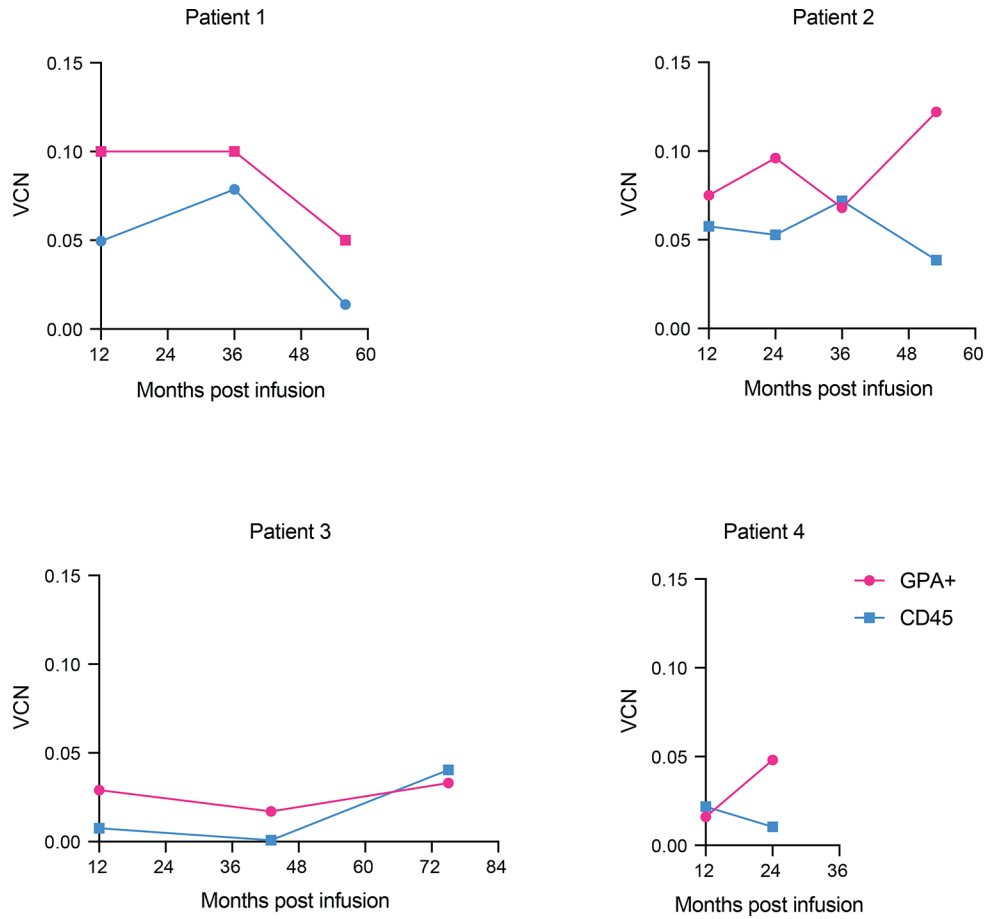 Patient 1
0.15
0.10
0.05
0.00
VCN
12 24 36 48 60
Months post infusion
Patient 2
0.15
0.10
0.05
0.00
VCN
12 24 36 48 60
Months post infusion
Patient 3
0.15
0.10
0.05
0.00
VCN
12 24 36 48 60 72 84
Months post infusion
Patient 4
0.15
0.10
0.05
0.00
VCN
12 24 36
Months post infusion
GPA+
CD45